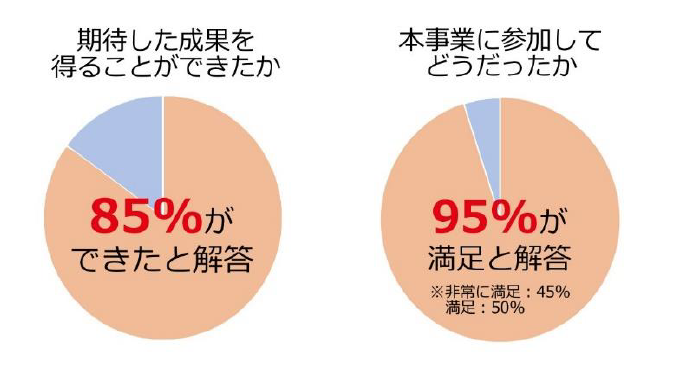 期待した成果を
得ることができたか
85%が
できたと解答
本事業に参加して
どうだったか
95%が
満足と解答
※非常に満足：45%
満足：50%